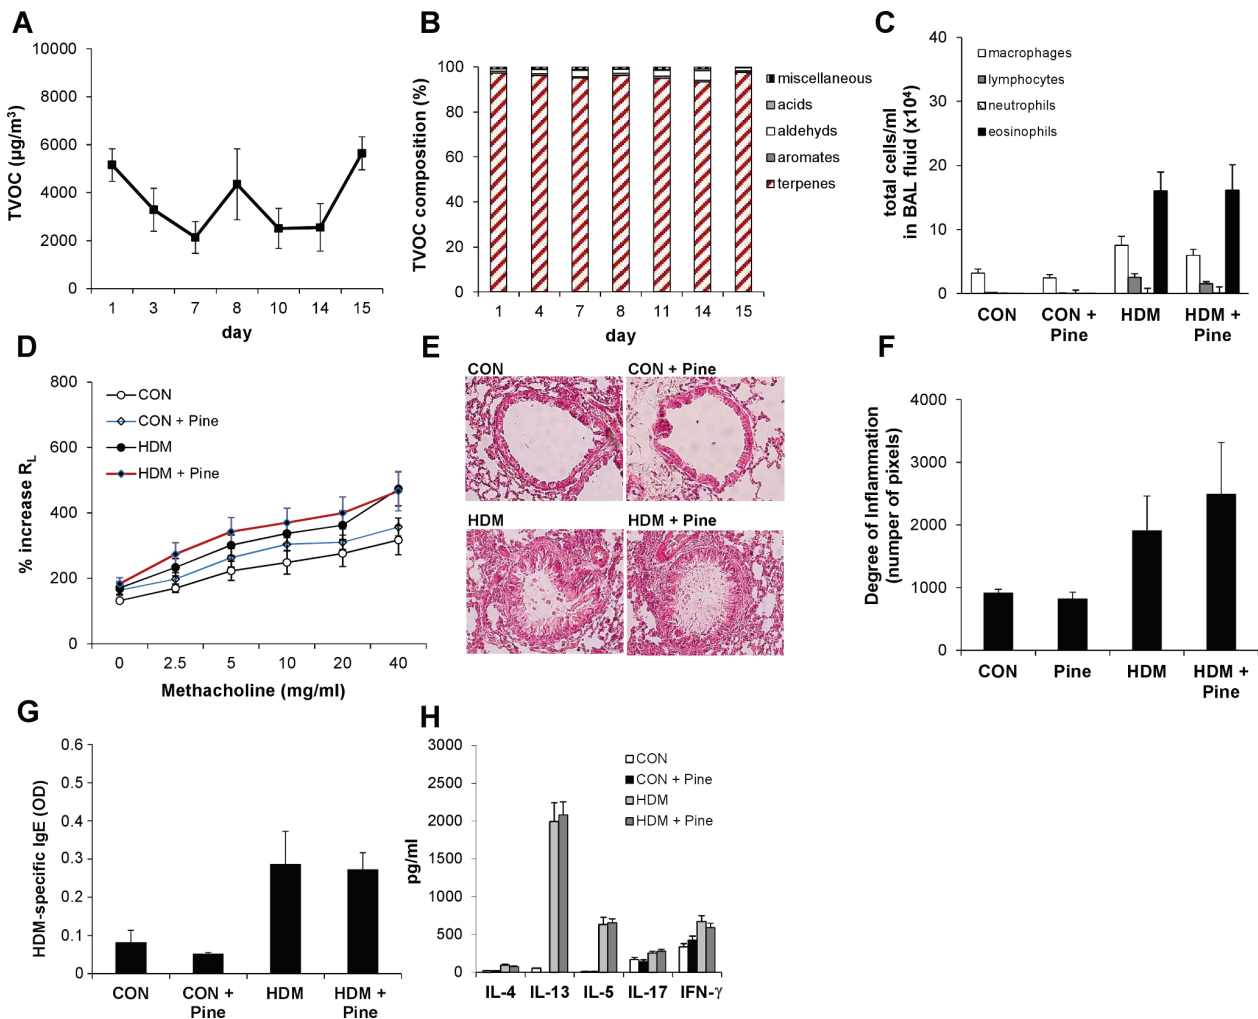 A
10000
8000
6000
4000
2000
0
TVOC (µg/m³)
1 3 7 8 10 14 15
day
B
100
80
60
40
20
0
TVOC composition (%)
1 4 7 8 11 14 15
day
miscellaneous
acids
aldehyds
aromates
terpenes
C
40
30
20
10
0
total cells/ml
in BAL fluid (x10⁴)
macrophages
lymphocytes
neutrophils
eosinophils
CON CON + Pine HDM HDM + Pine
D
800
600
400
200
0
% increase R_L
CON
CON + Pine
HDM
HDM + Pine
0 2.5 5 10 20 40
Methacholine (mg/ml)
E
CON CON + Pine
HDM HDM + Pine
F
4000
3000
2000
1000
0
Degree of Inflammation
(numper of pixels)
CON Pine HDM HDM + Pine
G
0.6
0.5
0.4
0.3
0.2
0.1
0
HDM-specific IgE (OD)
CON CON + Pine HDM HDM + Pine
H
3000
2500
2000
1500
1000
500
0
pg/ml
CON
CON + Pine
HDM
HDM + Pine
IL-4 IL-13 IL-5 IL-17 IFN-γ